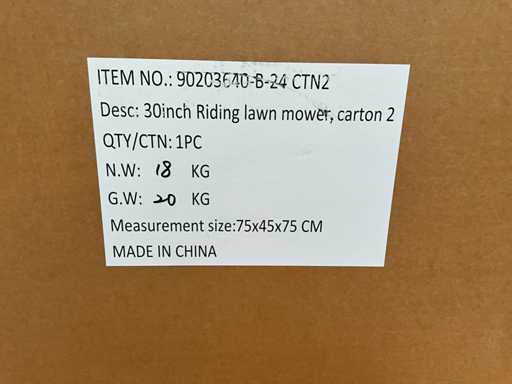 ITEM NO.: 90203640-B-24 CTN2
Desc: 30inch Riding lawn mower, carton 2
QTY/CTN: 1PC
N.W: 18 KG
G.W: 20 KG
Measurement size:75x45x75 CM
MADE IN CHINA